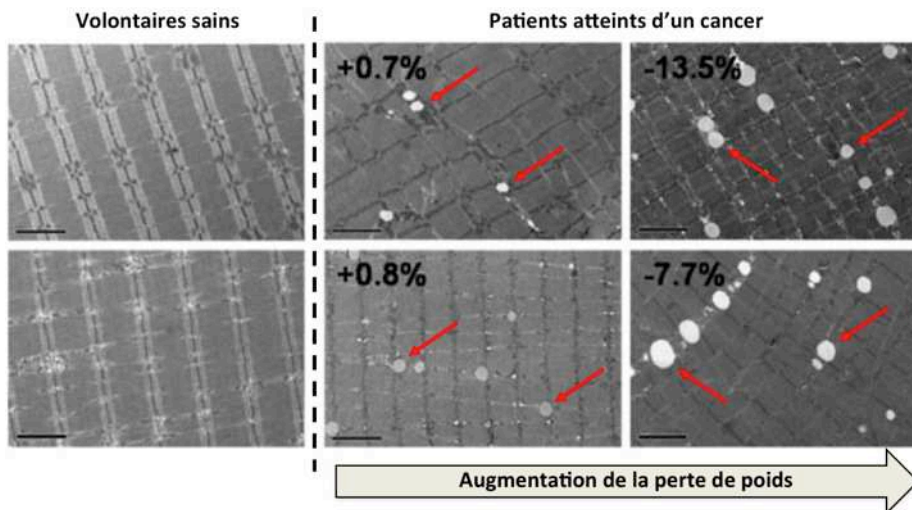 Volontaires sains
Patients atteints d’un cancer
+0.7%
-13.5%
+0.8%
-7.7%
Augmentation de la perte de poids